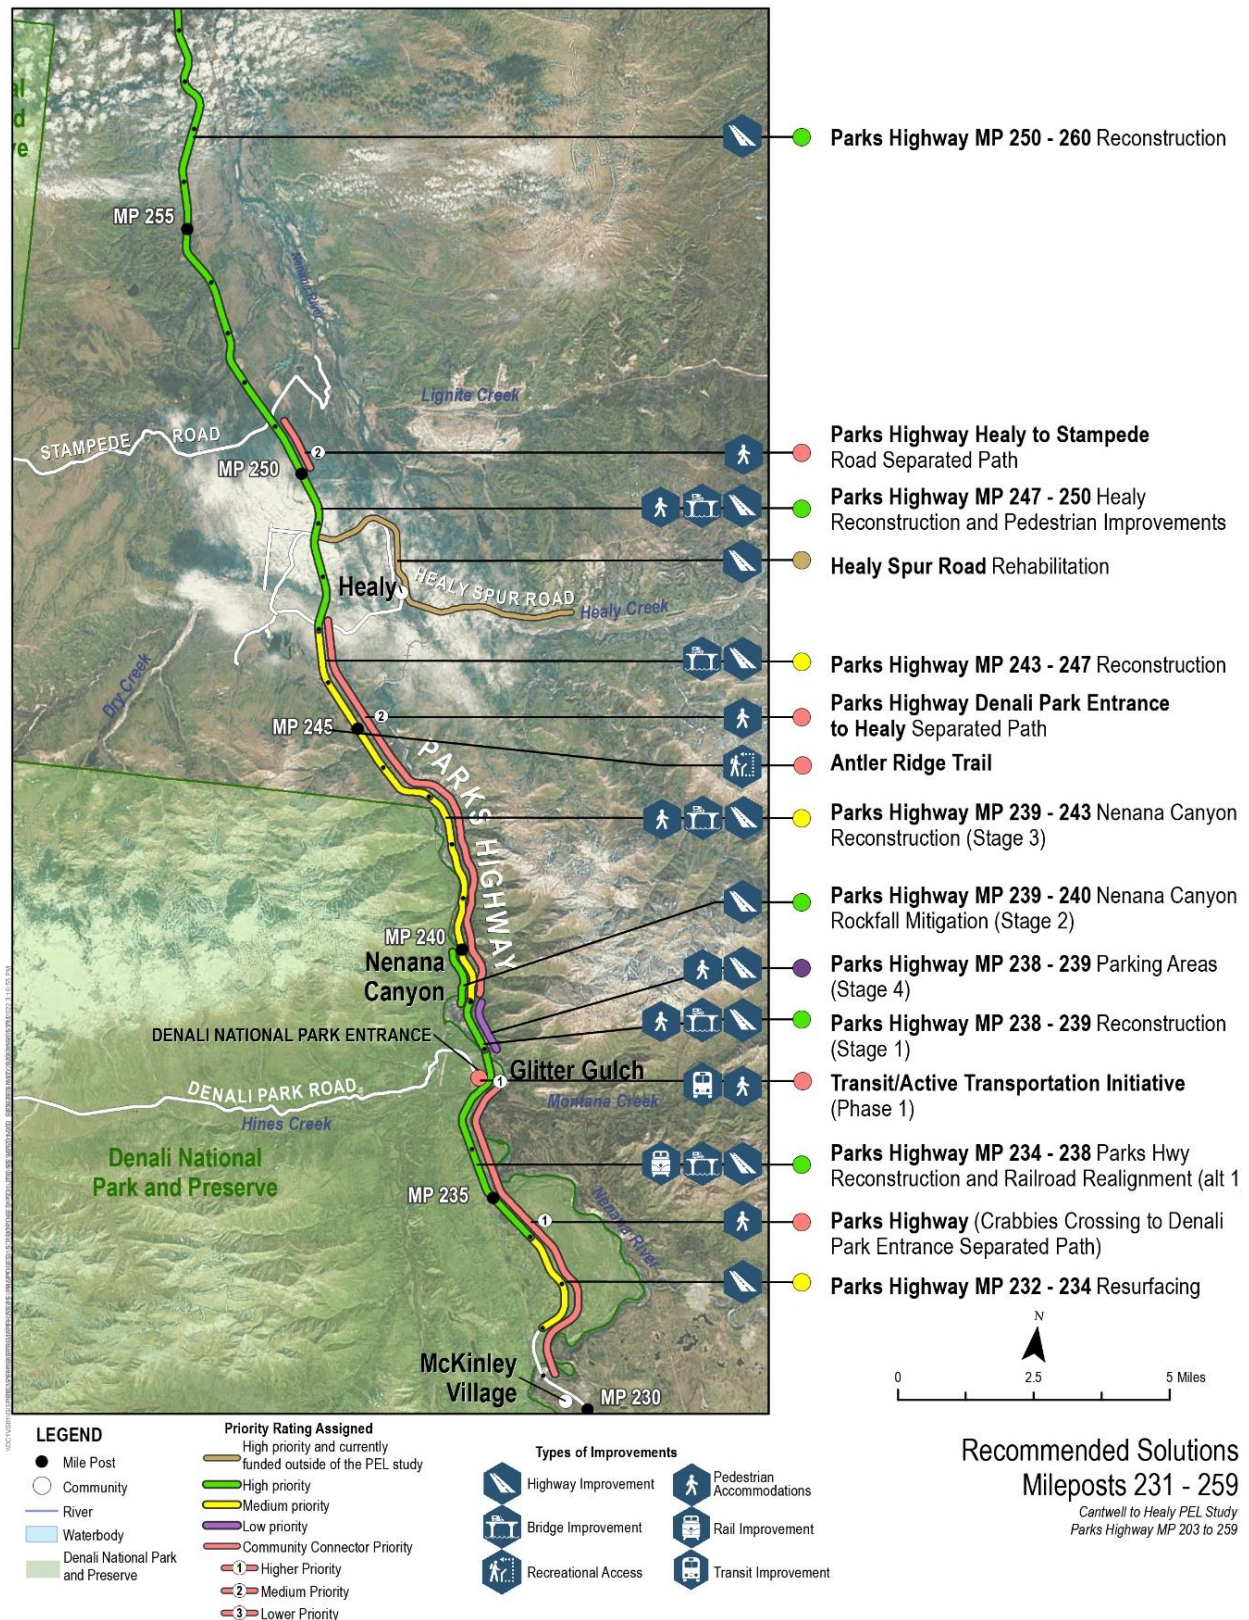 al
d
ve
Parks Highway MP 250 - 260 Reconstruction
MP 255
Nenana River
Lignite Creek
STAMPEDE ROAD
2
MP 250
Parks Highway Healy to Stampede
Road Separated Path
Parks Highway MP 247 - 250 Healy
Reconstruction and Pedestrian Improvements
Healy
HEALY SPUR ROAD
Healy Creek
Healy Spur Road Rehabilitation
Dry Creek
Parks Highway MP 243 - 247 Reconstruction
MP 245
2
Parks Highway Denali Park Entrance
to Healy Separated Path
PARKS HIGHWAY
Antler Ridge Trail
Parks Highway MP 239 - 243 Nenana Canyon
Reconstruction (Stage 3)
MP 240
Nenana
Canyon
Parks Highway MP 239 - 240 Nenana Canyon
Rockfall Mitigation (Stage 2)
Parks Highway MP 238 - 239 Parking Areas
(Stage 4)
Parks Highway MP 238 - 239 Reconstruction
(Stage 1)
DENALI NATIONAL PARK ENTRANCE
Glitter Gulch
1
DENALI PARK ROAD
Montana Creek
Hines Creek
Transit/Active Transportation Initiative
(Phase 1)
Denali National
Park and Preserve
MP 235
Parks Highway MP 234 - 238 Parks Hwy
Reconstruction and Railroad Realignment (alt 1
Nenana River
1
Parks Highway (Crabbies Crossing to Denali
Park Entrance Separated Path)
Parks Highway MP 232 - 234 Resurfacing
McKinley
Village
MP 230
N
0 2.5 5 Miles
LEGEND
Mile Post
Community
River
Waterbody
Denali National Park
and Preserve
Priority Rating Assigned
High priority and currently
funded outside of the PEL study
High priority
Medium priority
Low priority
Community Connector Priority
1 Higher Priority
2 Medium Priority
3 Lower Priority
Types of Improvements
Highway Improvement
Bridge Improvement
Recreational Access
Pedestrian
Accommodations
Rail Improvement
Transit Improvement
Recommended Solutions
Mileposts 231 - 259
Cantwell to Healy PEL Study
Parks Highway MP 203 to 259